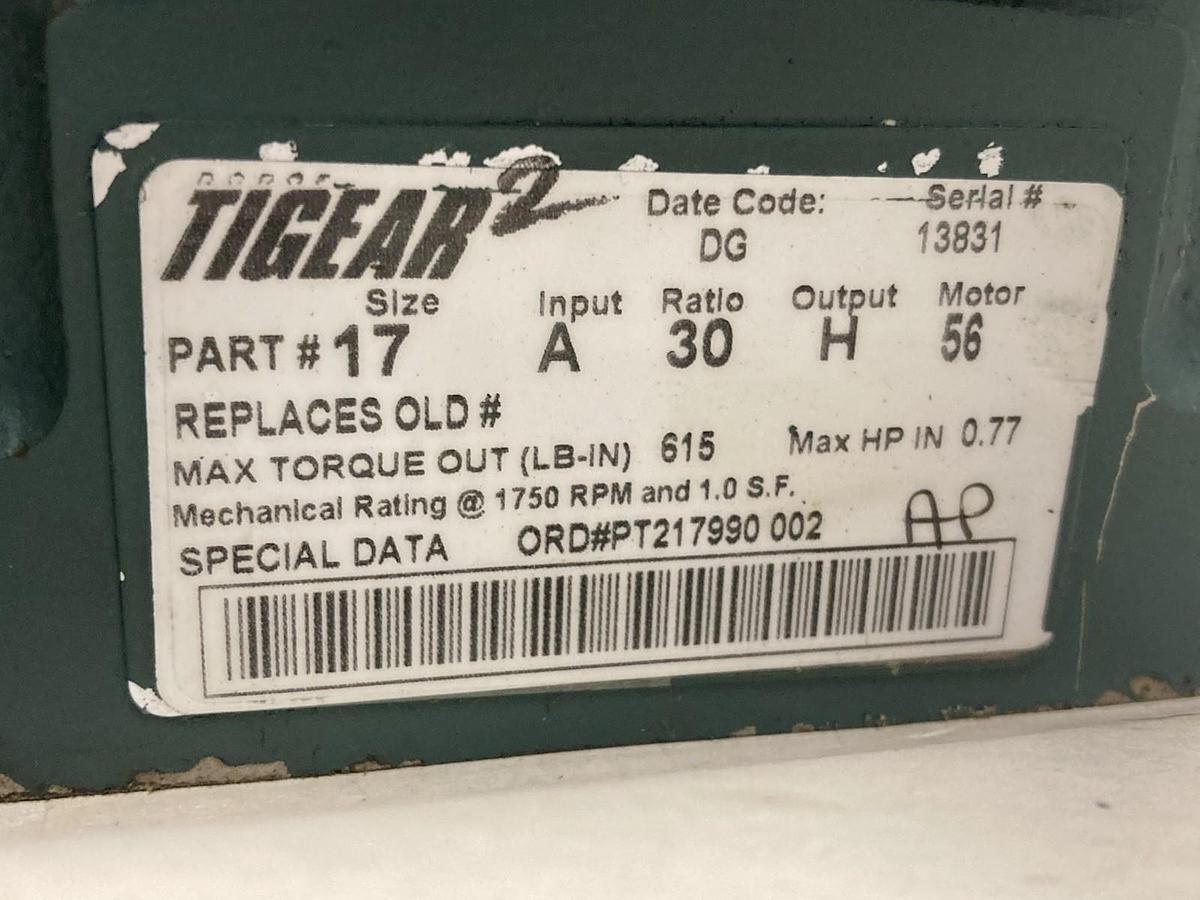 DODGE
TIGEAR2 Date Code: Serial #
DG 13831
Size Input Ratio Output Motor
PART # 17 A 30 H 56
REPLACES OLD #
MAX TORQUE OUT (LB-IN) 615 Max HP IN 0.77
Mechanical Rating @ 1750 RPM and 1.0 S.F.
SPECIAL DATA ORD#PT217990 002 AP